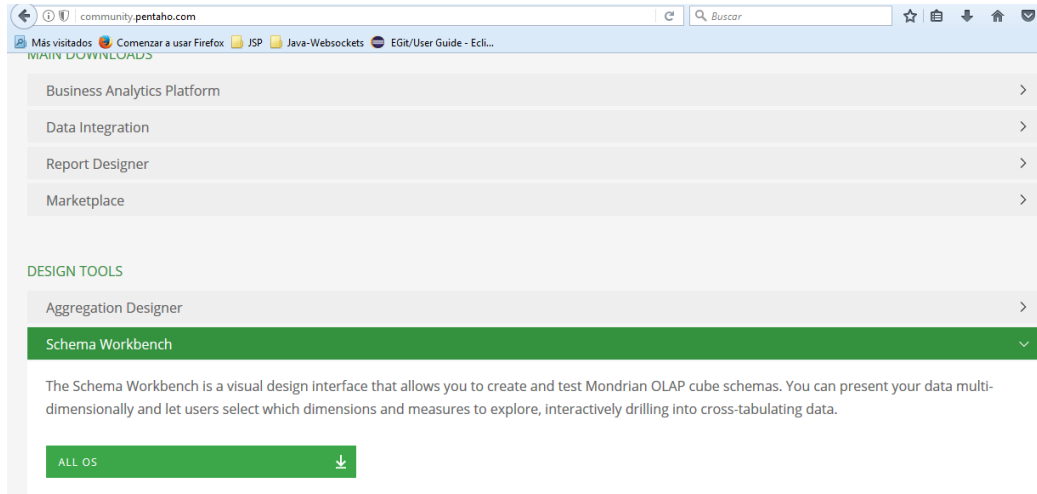 community.pentaho.com
Buscar
Más visitados Comenzar a usar Firefox JSP Java-Websockets EGit/User Guide - Ecli...
MAIN DOWNLOADS
Business Analytics Platform
Data Integration
Report Designer
Marketplace
DESIGN TOOLS
Aggregation Designer
Schema Workbench
The Schema Workbench is a visual design interface that allows you to create and test Mondrian OLAP cube schemas. You can present your data multi-
dimensionally and let users select which dimensions and measures to explore, interactively drilling into cross-tabulating data.
ALL OS